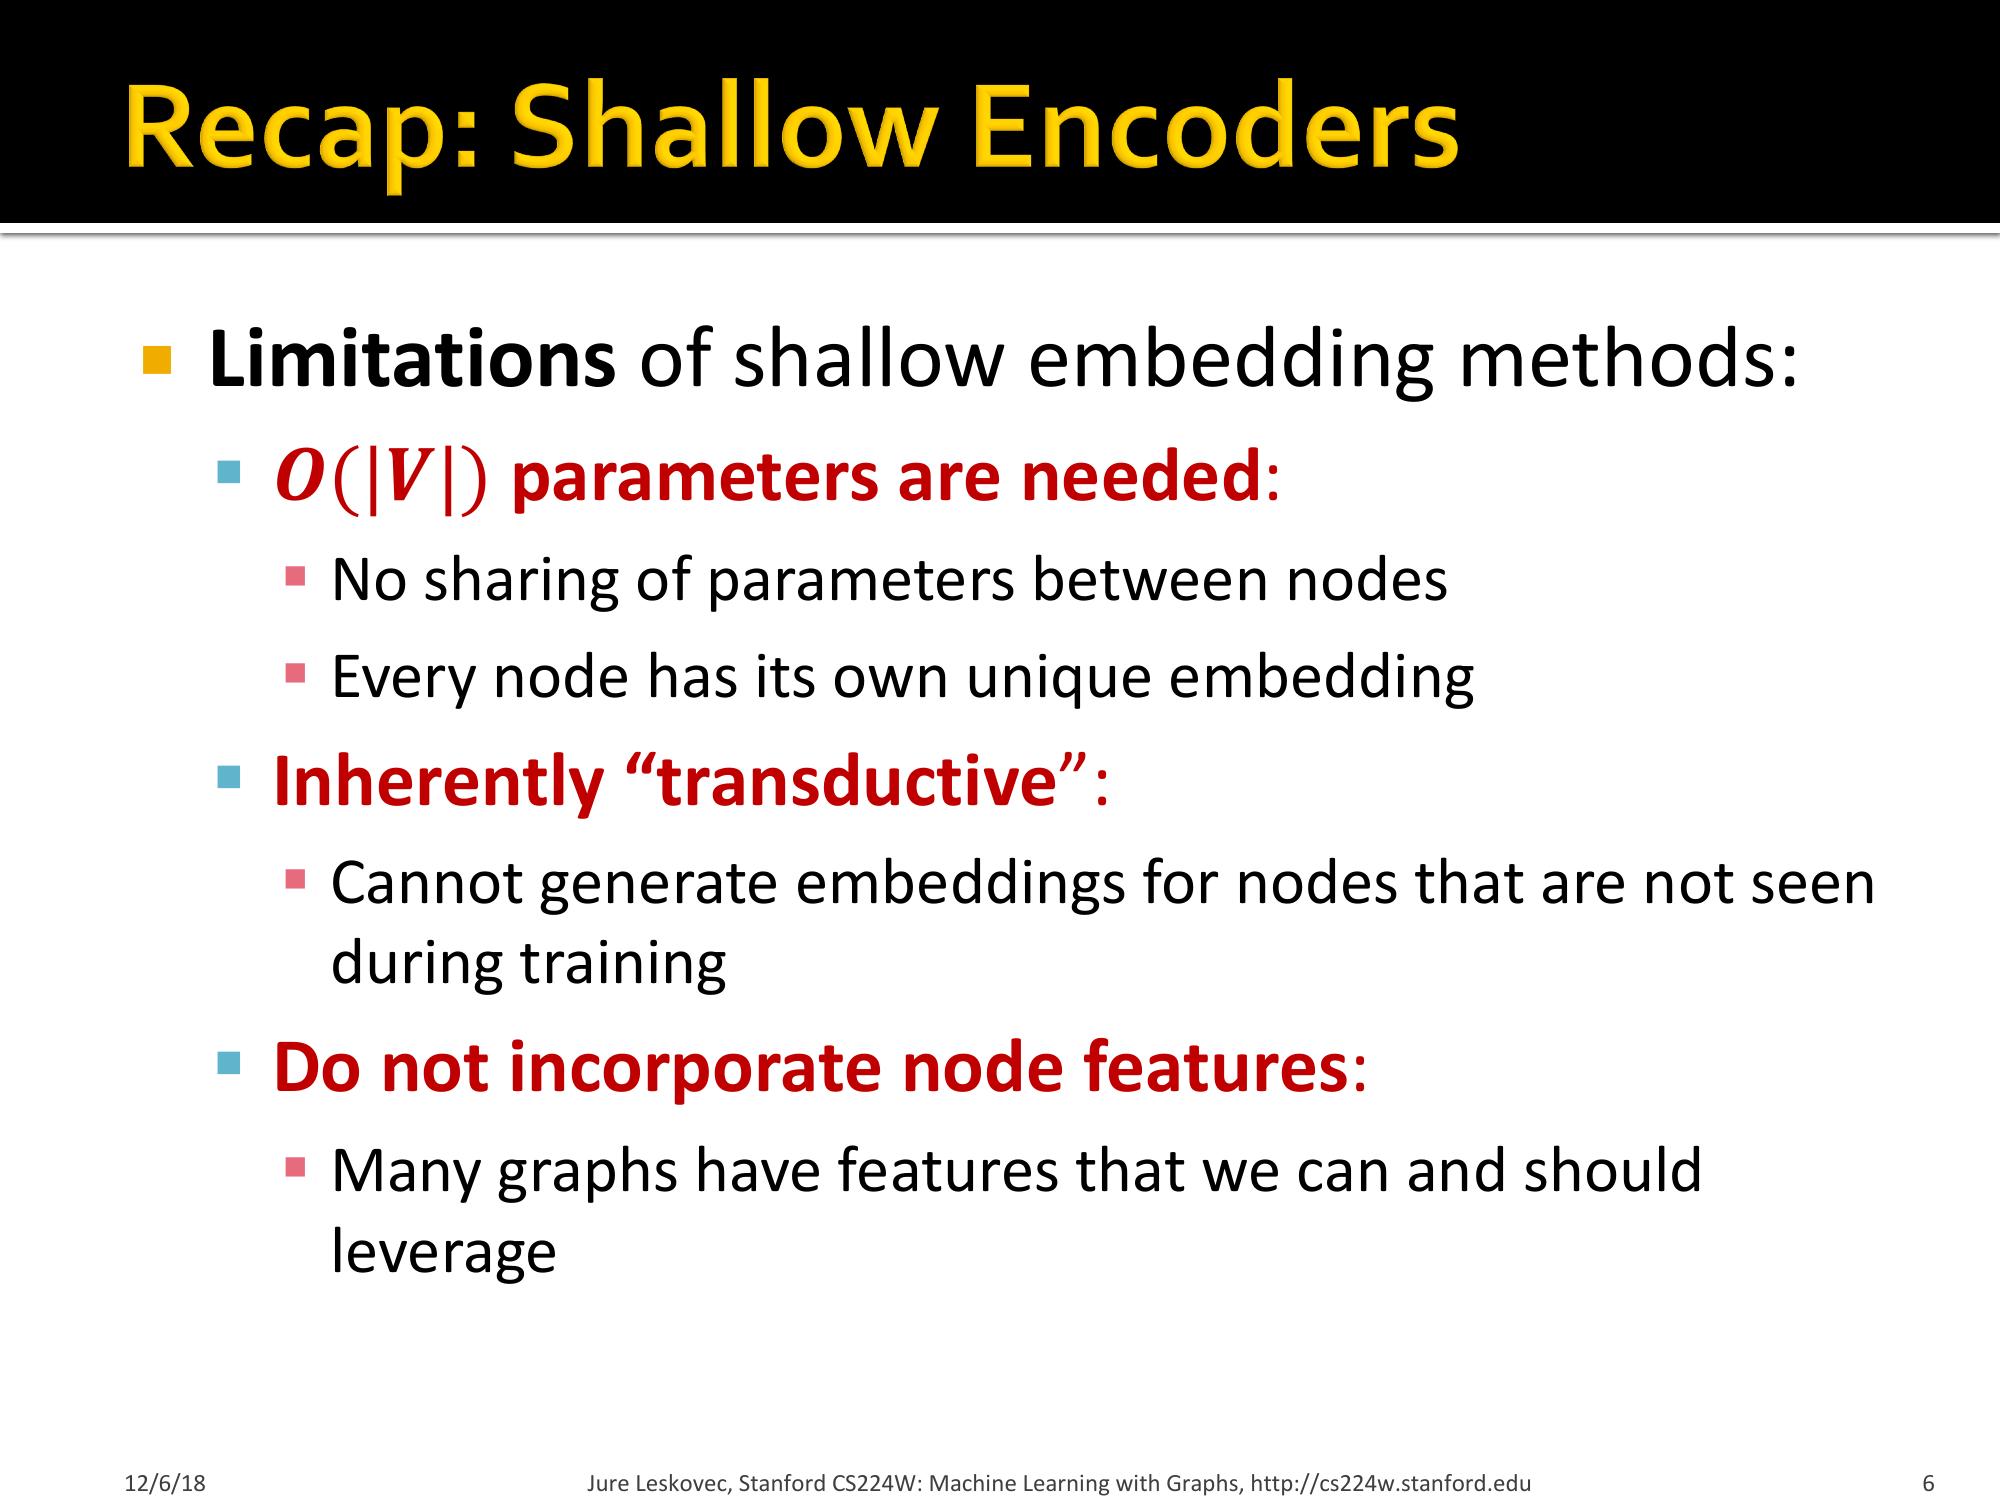 Recap: Shallow Encoders
Limitations of shallow embedding methods:
O(|V|) parameters are needed:
No sharing of parameters between nodes
Every node has its own unique embedding
Inherently “transductive”:
Cannot generate embeddings for nodes that are not seen
during training
Do not incorporate node features:
Many graphs have features that we can and should
leverage
12/6/18 Jure Leskovec, Stanford CS224W: Machine Learning with Graphs, http://cs224w.stanford.edu 6